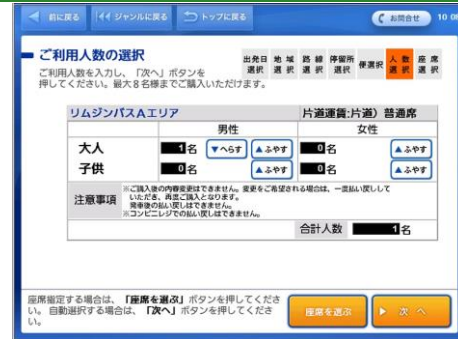 前に戻る ジャンルに戻る トップに戻る お問合せ 10
ご利用人数の選択
ご利用人数を入力し、「次へ」ボタンを
押してください。最大8名様までご購入いただけます。
出発日選択 地域選択 路線選択 停留所選択 便選択 人数選択 座席選択
リムジンバスAエリア 片道運賃:片道) 普通席
男性 女性
大人 1名 ▼へらす ▲ふやす 0名 ▲ふやす
子供 0名 ▲ふやす 0名 ▲ふやす
注意事項
※ご購入後の内容変更はできません。変更をご希望される場合は、一度払い戻しして
いただき、再度ご購入となります。
発車後の払い戻しはできません。
※コンビニレジでの払い戻しできません。
合計人数 1名
座席指定する場合は、「座席を選ぶ」ボタンを押してくださ
い。自動選択する場合は、「次へ」ボタンを押してくださ
い。
座席を選ぶ ▶ 次 へ